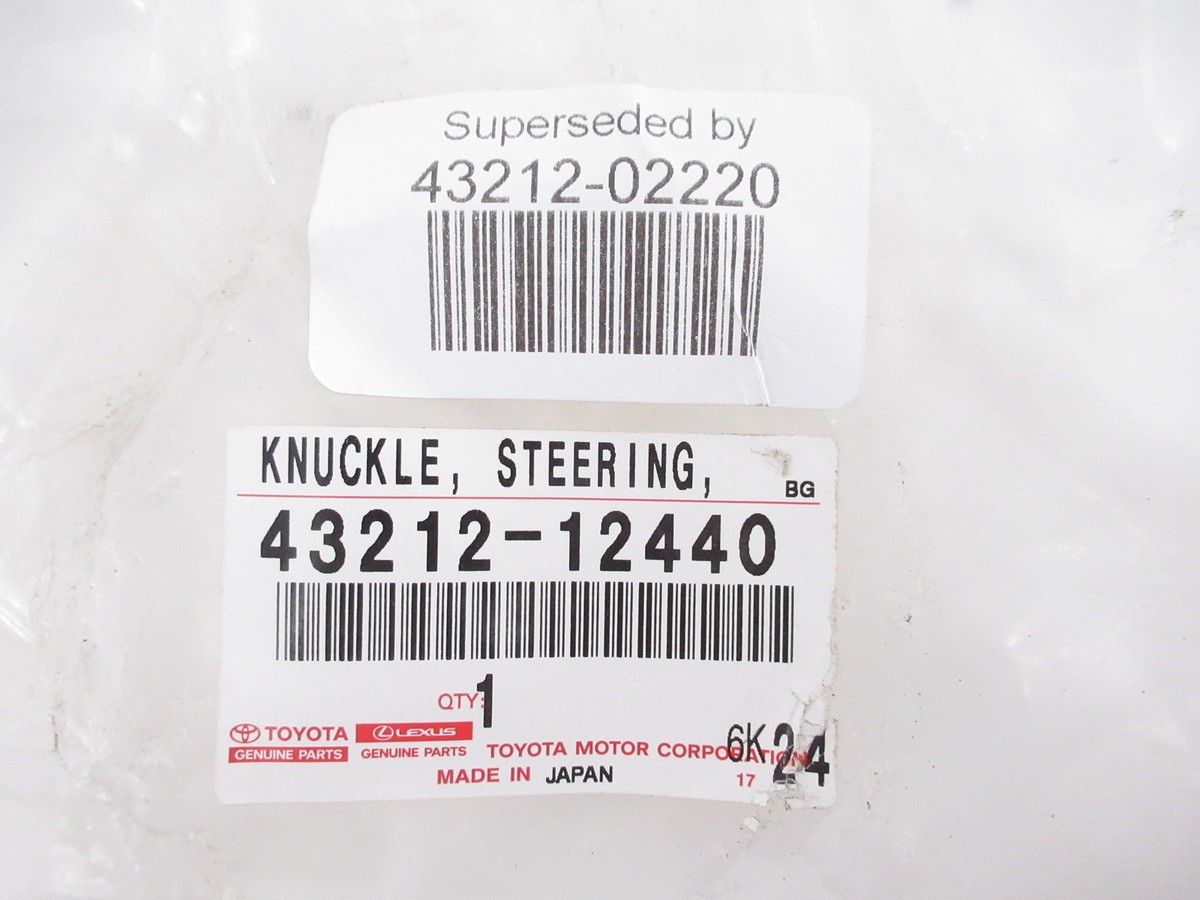 Superseded by
43212-02220
KNUCKLE, STEERING,
BG
43212-12440
QTY: 1
TOYOTA LEXUS
GENUINE PARTS GENUINE PARTS
TOYOTA MOTOR CORPORATION
6K 24
MADE IN JAPAN
17